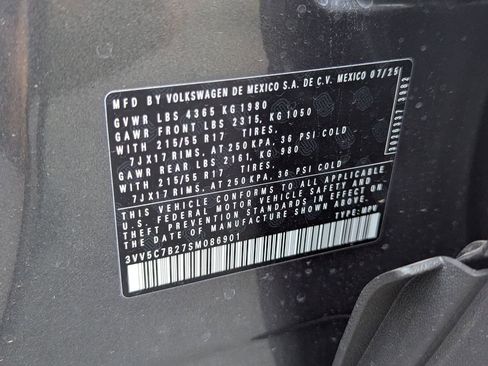 MFD BY VOLKSWAGEN DE MEXICO S.A. DE C.V. MEXICO 07/25
GVWR LBS 4365 KG 1980
GAWR FRONT LBS 2315, KG 1050
WITH 215/55 R17 TIRES.
7JX17 RIMS, AT 250 KPA, 36 PSI COLD
GAWR REAR LBS 2161, KG 980
WITH 215/55 R17 TIRES.
7JX17 RIMS, AT 250 KPA, 36 PSI COLD
THIS VEHICLE CONFORMS TO ALL APPLICABLE
U.S. FEDERAL MOTOR VEHICLE SAFETY AND
THEFT PREVENTION STANDARDS IN EFFECT ON
THE DATE OF MANUFACTURE SHOWN ABOVE.
3VV5C7B27SM086901 TYPE: MPV